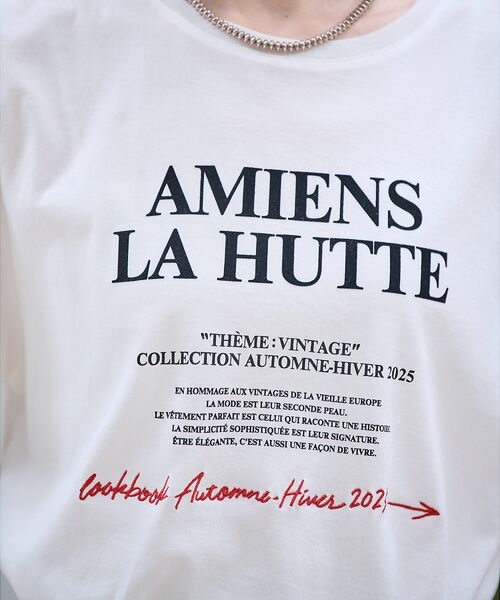 AMIENS
LA HUTTE
"THÈME : VINTAGE"
COLLECTION AUTOMNE-HIVER 2025
EN HOMMAGE AUX VINTAGES DE LA VIEILLE EUROPE
LA MODE EST LEUR SECONDE PEAU.
LE VÊTEMENT PARFAIT EST CELUI QUI RACONTE UNE HISTOIRE
LA SIMPLICITÉ SOPHISTIQUÉE EST LEUR SIGNATURE.
ÊTRE ÉLÉGANTE, C'EST AUSSI UNE FAÇON DE VIVRE.
Lookbook Automne-Hiver